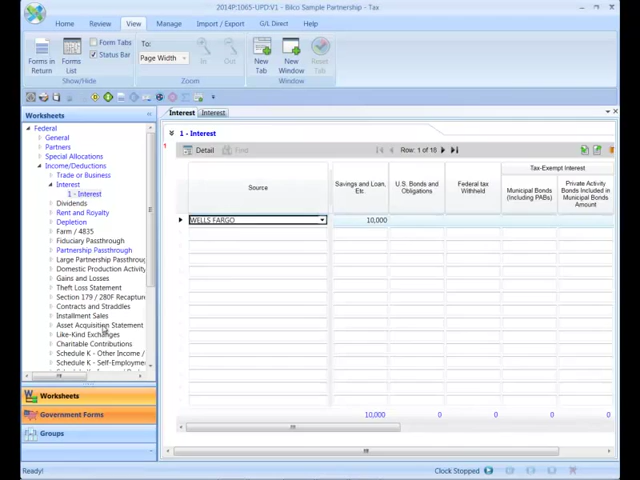 2014P:1065-UPD:V1 - Bilco Sample Partnership - Tax
Home Review View Manage Import / Export G/L Direct Help
Forms in Return
Forms List
Form Tabs
Status Bar
Show/Hide
To:
Page Width
In
Out
Zoom
New Tab
New Window
Reset Tab
Window
Worksheets
Federal
General
Partners
Special Allocations
Income/Deductions
Trade or Business
Interest
1 - Interest
Dividends
Rent and Royalty
Depletion
Farm / 4835
Fiduciary Passthrough
Partnership Passthrough
Large Partnership Passthrou
Domestic Production Activity
Gains and Losses
Theft Loss Statement
Section 179 / 280F Recapture
Contracts and Straddles
Installment Sales
Asset Acquisition Statement
Like-Kind Exchanges
Charitable Contributions
Schedule K - Other Income /
Schedule K - Self-Employme
Worksheets
Government Forms
Groups
Interest Interest
1 - Interest
1
Detail Find Row: 1 of 18
Source
Savings and Loan, Etc
U.S. Bonds and Obligations
Federal tax Withheld
Tax-Exempt Interest
Municipal Bonds (Including PABs)
Private Activity Bonds Included in Municipal Bonds Amount
WELLS FARGO 10,000
10,000 0 0 0 0
Ready! Clock Stopped